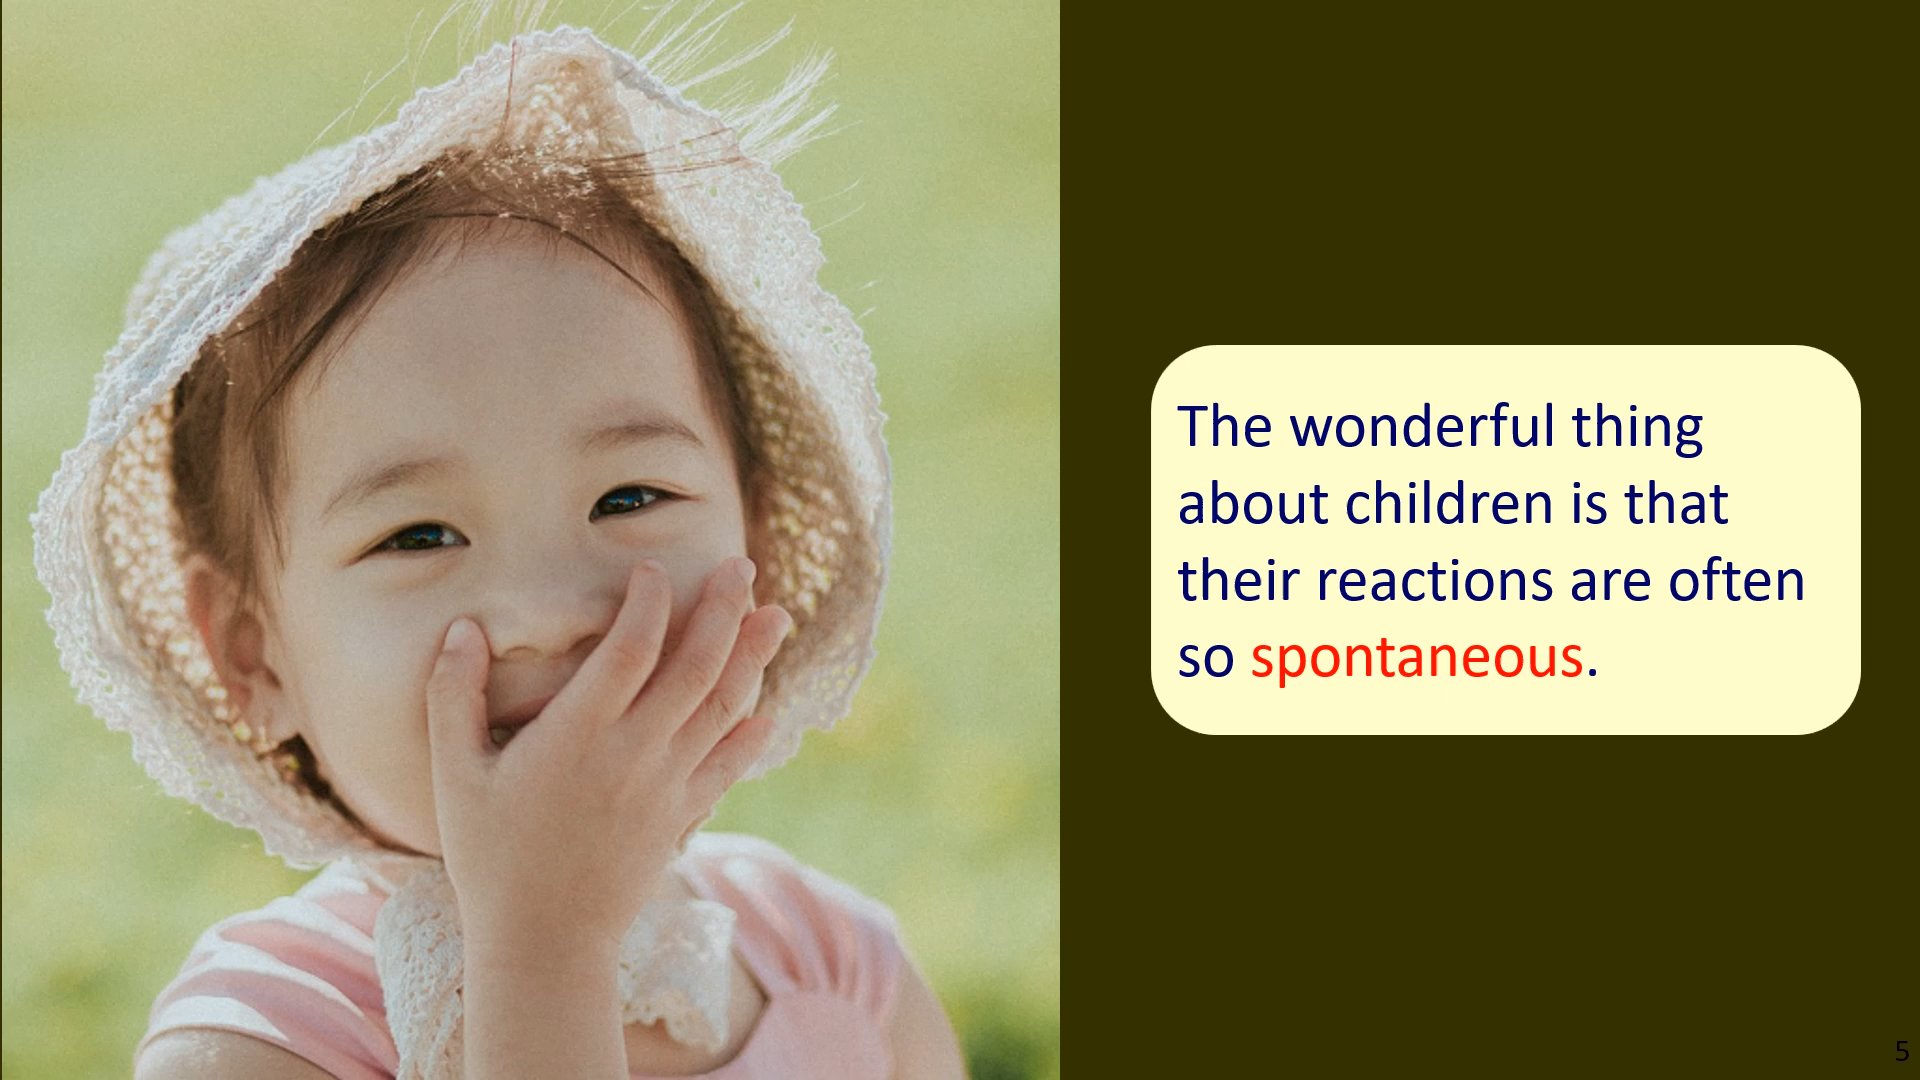 The wonderful thing
about children is that
their reactions are often
so spontaneous.
5